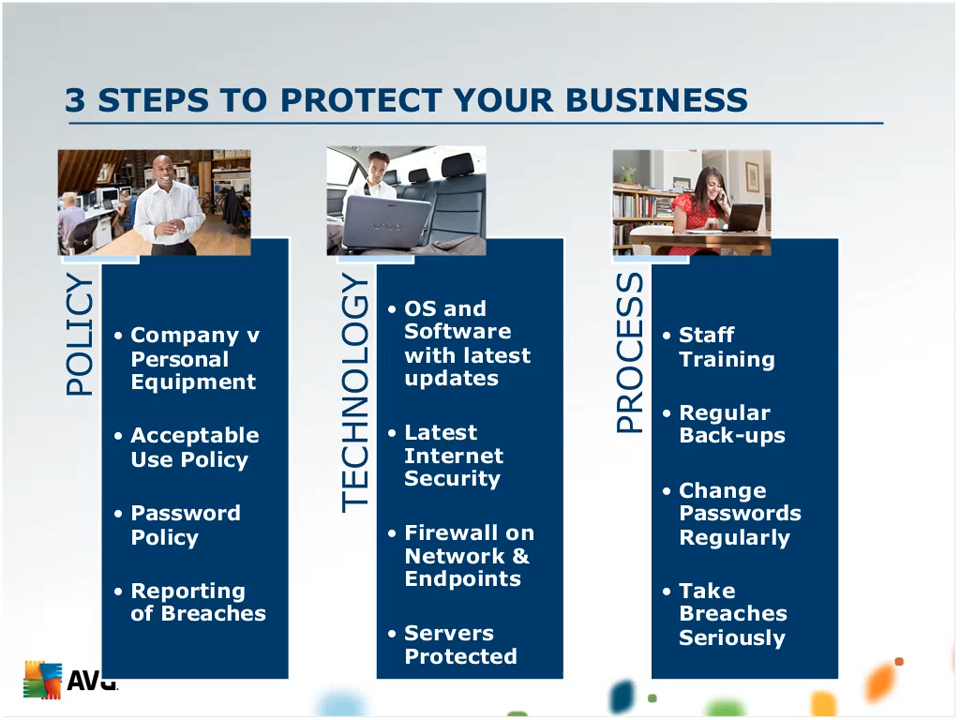 3 STEPS TO PROTECT YOUR BUSINESS
POLICY
• Company v
Personal
Equipment
• Acceptable
Use Policy
• Password
Policy
• Reporting
of Breaches
TECHNOLOGY
• OS and
Software
with latest
updates
• Latest
Internet
Security
• Firewall on
Network &
Endpoints
• Servers
Protected
PROCESS
• Staff
Training
• Regular
Back-ups
• Change
Passwords
Regularly
• Take
Breaches
Seriously
VAIO
AVG.